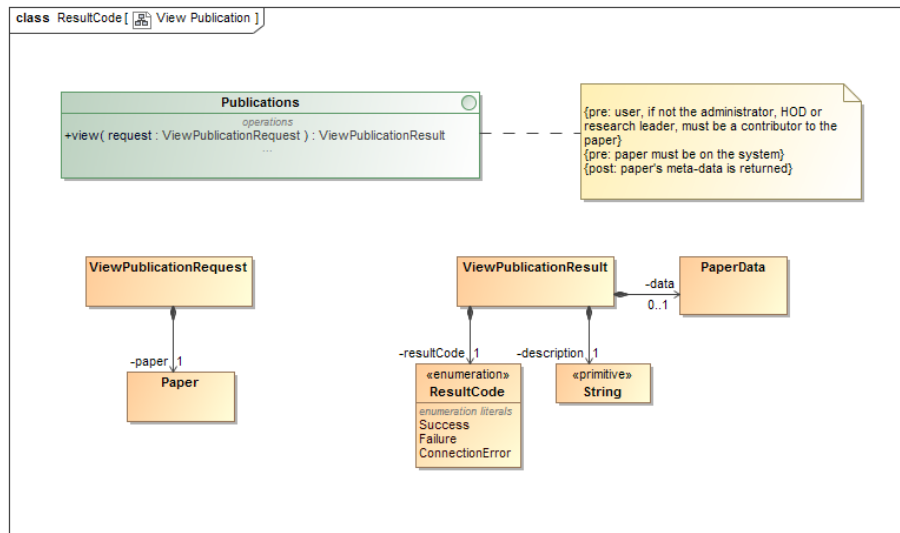 class ResultCode [ View Publication ]
Publications
operations
+view( request : ViewPublicationRequest ) : ViewPublicationResult
...
{pre: user, if not the administrator, HOD or
research leader, must be a contributor to the
paper}
{pre: paper must be on the system}
{post: paper's meta-data is returned}
ViewPublicationRequest
ViewPublicationResult
PaperData
-data
0..1
-paper 1
-resultCode 1
-description 1
Paper
«enumeration»
ResultCode
enumeration literals
Success
Failure
ConnectionError
«primitive»
String